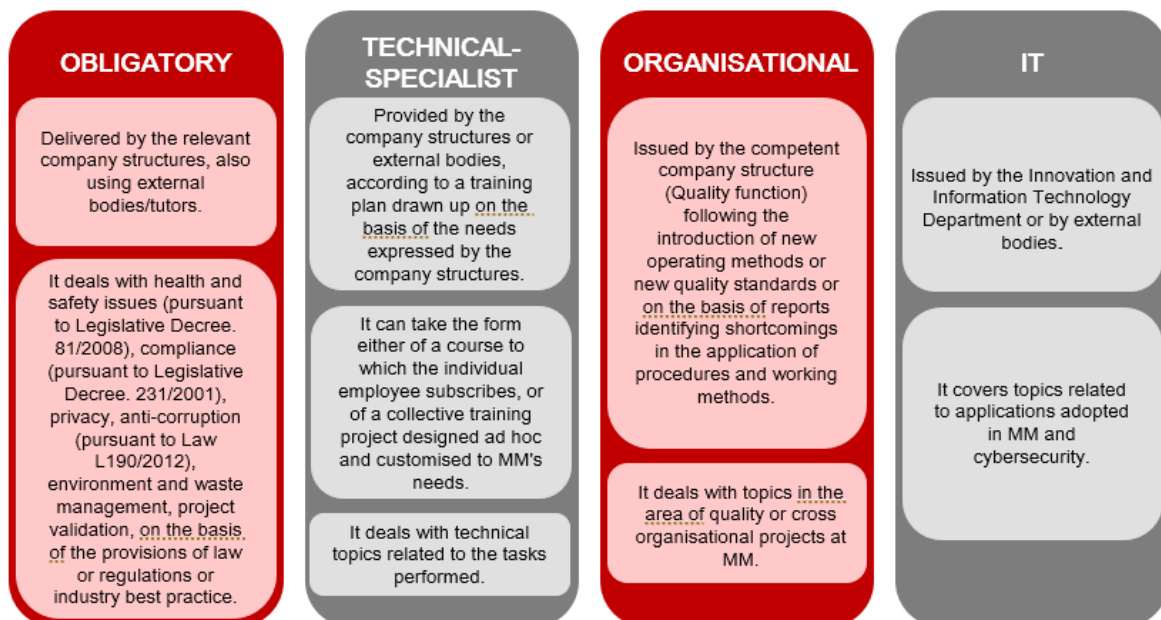 OBLIGATORY
Delivered by the relevant
company structures, also
using external
bodies/tutors.
It deals with health and
safety issues (pursuant
to Legislative Decree.
81/2008), compliance
(pursuant to Legislative
Decree. 231/2001),
privacy, anti-corruption
(pursuant to Law
L190/2012),
environment and waste
management, project
validation, on the basis
of the provisions of law
or regulations or
industry best practice.
TECHNICAL-
SPECIALIST
Provided by the
company structures or
external bodies,
according to a training
plan drawn up on the
basis of the needs
expressed by the
company structures.
It can take the form
either of a course to
which the individual
employee subscribes, or
of a collective training
project designed ad hoc
and customised to MM's
needs.
It deals with technical
topics related to the tasks
performed.
ORGANISATIONAL
Issued by the competent
company structure
(Quality function)
following the
introduction of new
operating methods or
new quality standards or
on the basis of reports
identifying shortcomings
in the application of
procedures and working
methods.
It deals with topics in the
area of quality or cross
organisational projects at
MM.
IT
Issued by the Innovation and
Information Technology
Department or by external
bodies.
It covers topics related
to applications adopted
in MM and
cybersecurity.